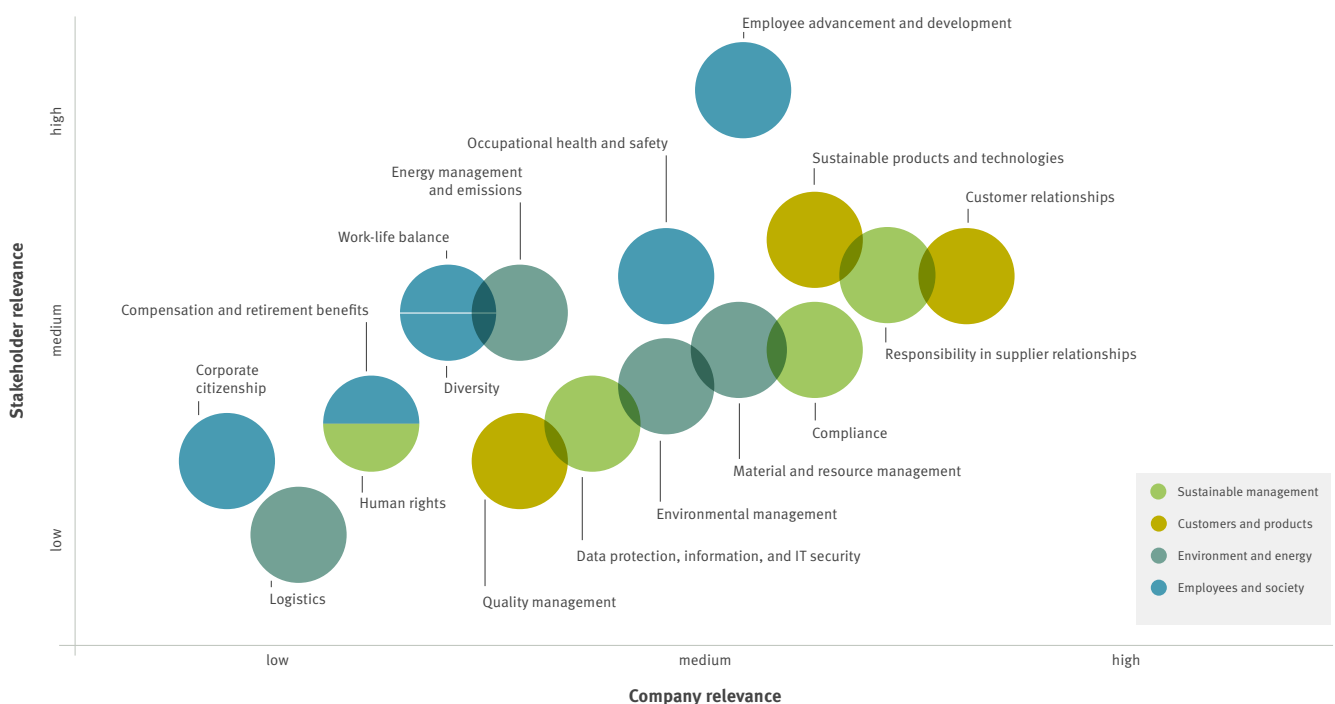 Employee advancement and development
high
Occupational health and safety
Sustainable products and technologies
Energy management
and emissions
Customer relationships
Work-life balance
Stakeholder relevance
medium
Compensation and retirement benefits
Responsibility in supplier relationships
Corporate
citizenship
Diversity
Compliance
Material and resource management
Human rights
Environmental management
low
Data protection, information, and IT security
Logistics
Quality management
Sustainable management
Customers and products
Environment and energy
Employees and society
low
medium
high
Company relevance